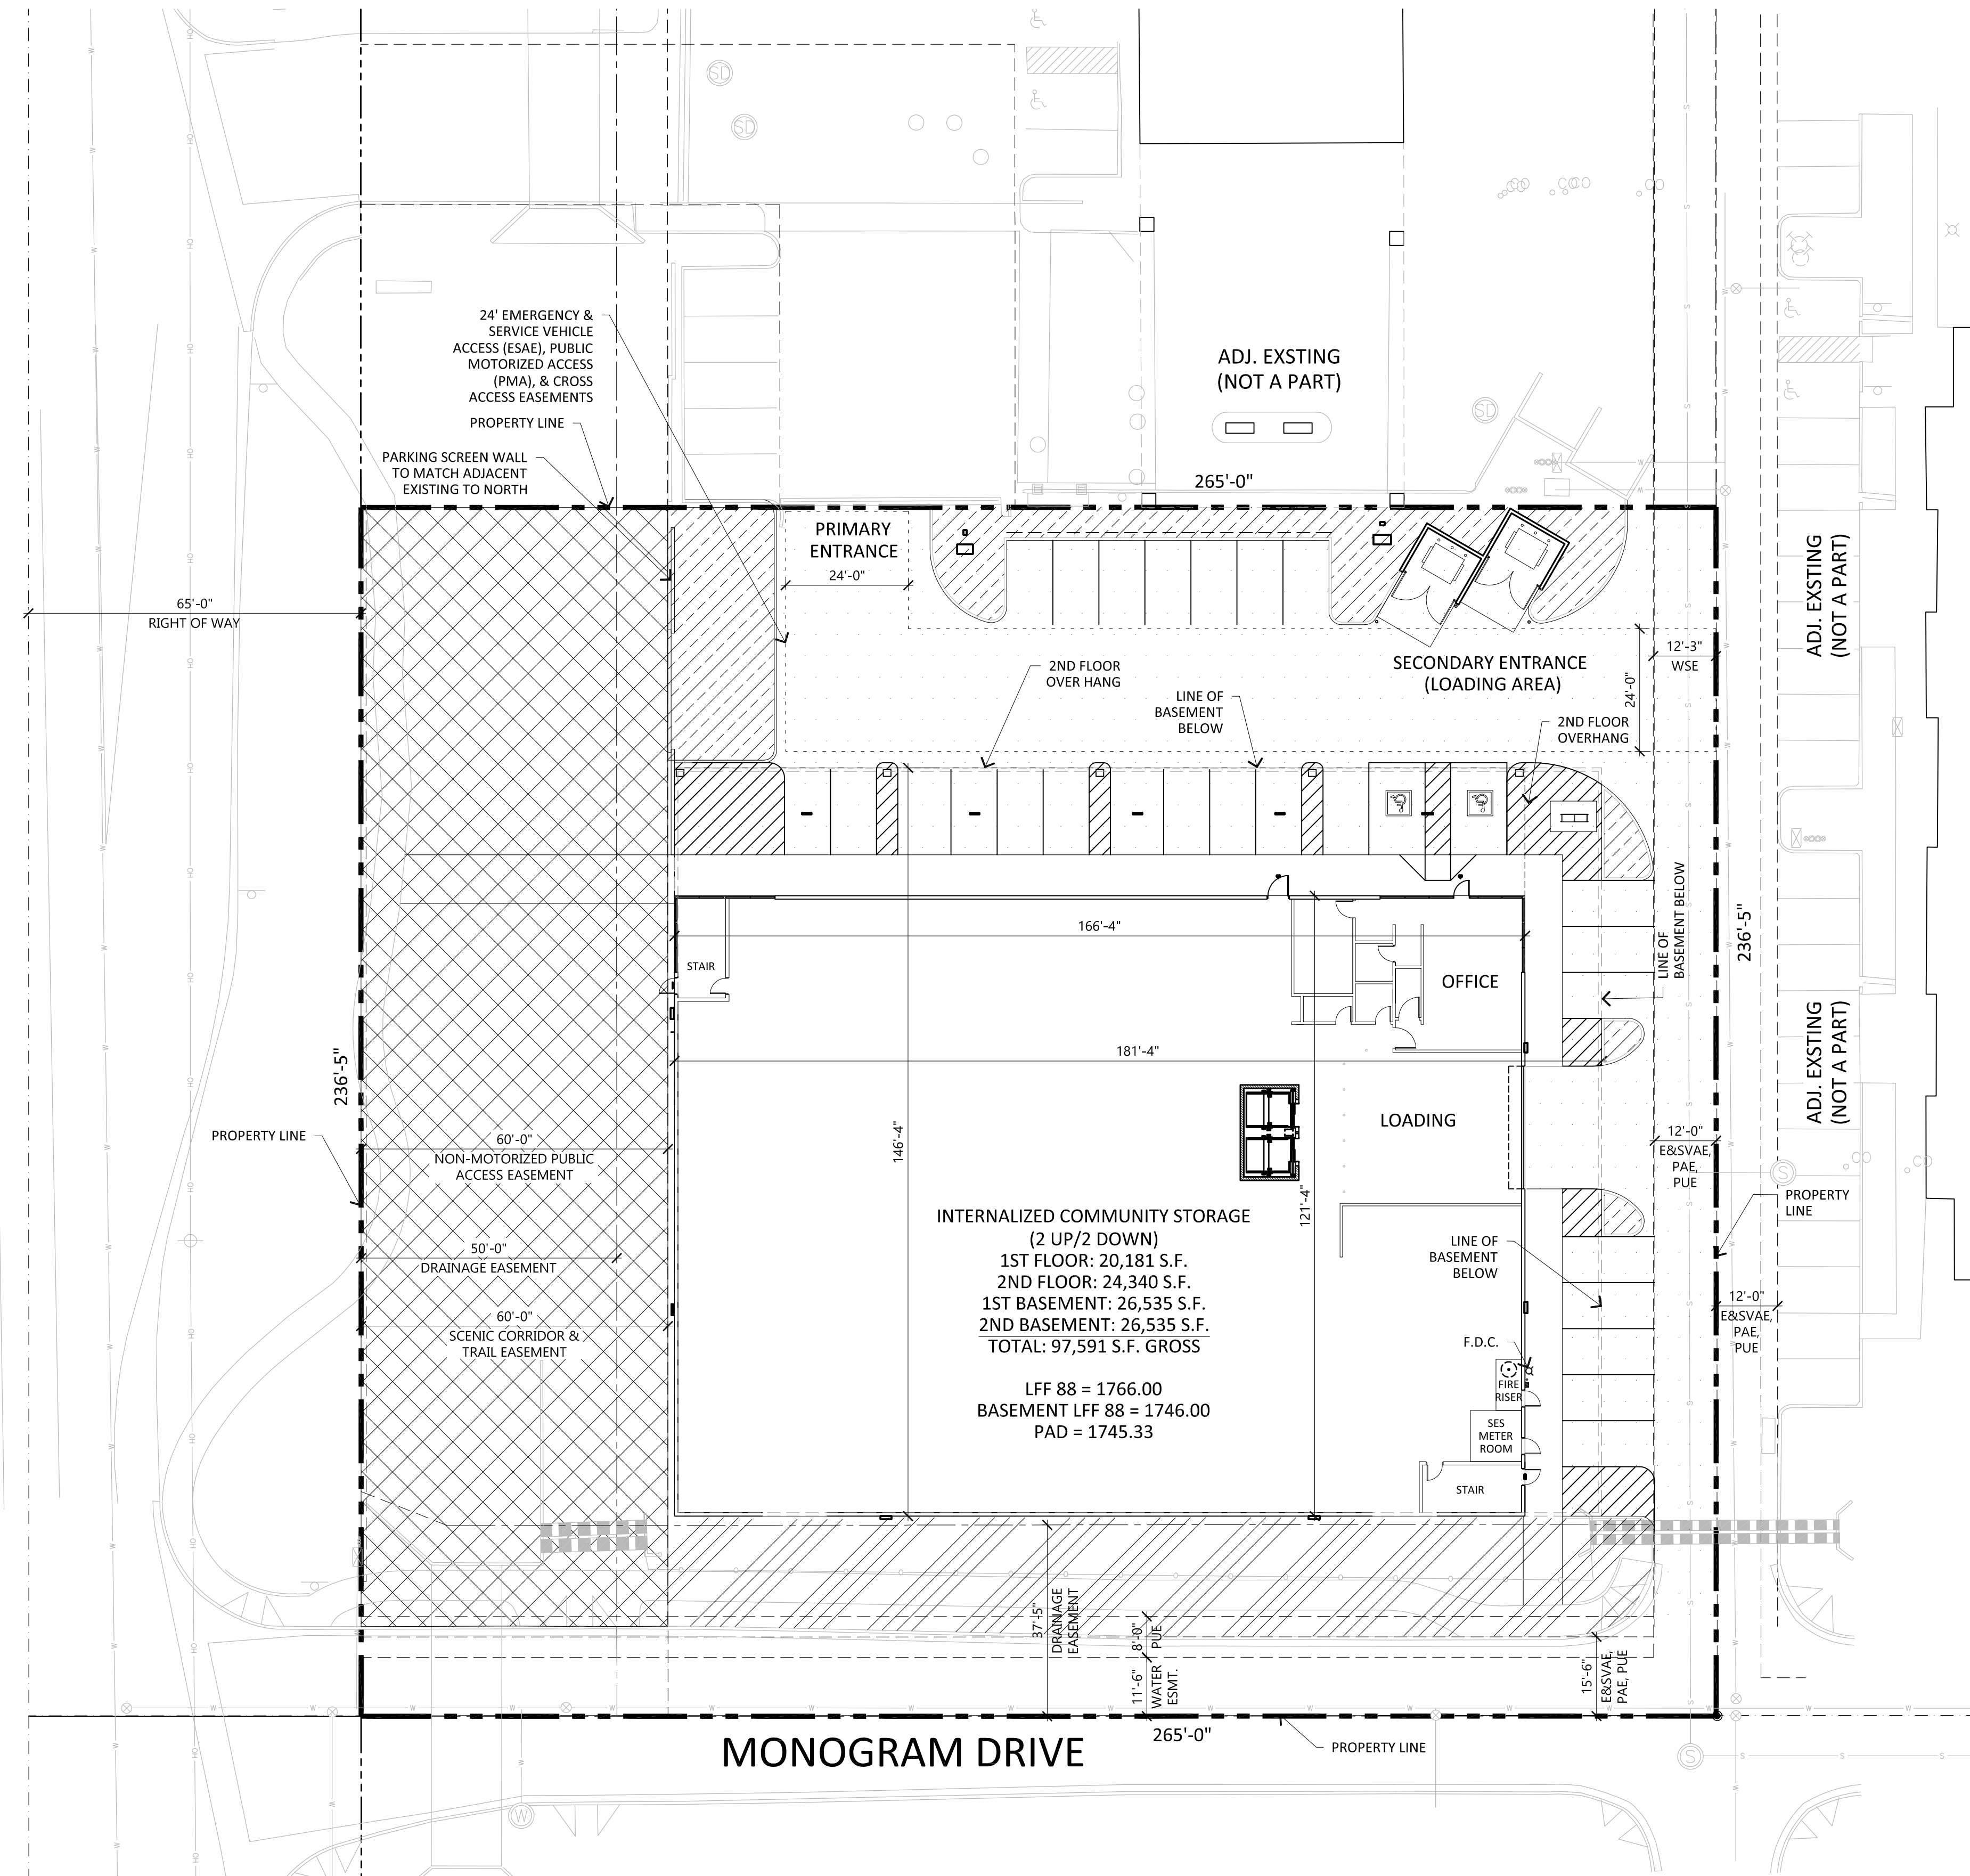 SD
SD
24' EMERGENCY &
SERVICE VEHICLE
ACCESS (ESAE), PUBLIC
MOTORIZED ACCESS
(PMA), & CROSS
ACCESS EASEMENTS
PROPERTY LINE
PARKING SCREEN WALL
TO MATCH ADJACENT
EXISTING TO NORTH
ADJ. EXSTING
(NOT A PART)
SD
265'-0"
PRIMARY
ENTRANCE
24'-0"
65'-0"
RIGHT OF WAY
2ND FLOOR
OVER HANG
LINE OF
BASEMENT
BELOW
SECONDARY ENTRANCE
(LOADING AREA)
24'-0"
12'-3"
WSE
2ND FLOOR
OVERHANG
ADJ. EXSTING
(NOT A PART)
LINE OF
BASEMENT BELOW
236'-5"
166'-4"
STAIR
OFFICE
181'-4"
146'-4"
121'-4"
LOADING
236'-5"
PROPERTY LINE
60'-0"
NON-MOTORIZED PUBLIC
ACCESS EASEMENT
50'-0"
DRAINAGE EASEMENT
60'-0"
SCENIC CORRIDOR &
TRAIL EASEMENT
ADJ. EXSTING
(NOT A PART)
12'-0"
E&SVAE,
PAE,
PUE
S
PROPERTY
LINE
INTERNALIZED COMMUNITY STORAGE
(2 UP/2 DOWN)
1ST FLOOR: 20,181 S.F.
2ND FLOOR: 24,340 S.F.
1ST BASEMENT: 26,535 S.F.
2ND BASEMENT: 26,535 S.F.
TOTAL: 97,591 S.F. GROSS
LFF 88 = 1766.00
BASEMENT LFF 88 = 1746.00
PAD = 1745.33
LINE OF
BASEMENT
BELOW
12'-0"
E&SVAE,
PAE,
PUE
F.D.C.
FIRE
RISER
SES
METER
ROOM
STAIR
37'-5"
DRAINAGE
EASEMENT
8'-0"
PUE
11'-6"
WATER
ESMT.
15'-6"
E&SVAE,
PAE, PUE
265'-0"
MONOGRAM DRIVE
PROPERTY LINE
S
W